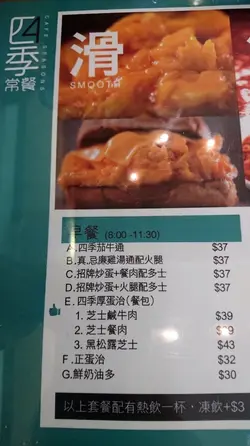 四季
常餐
CAFE SEASONS
滑
SMOOTH
早餐 (8:00 -11:30)
A.四季茄牛通 $37
B.真.忌廉雞湯通配火腿 $37
C.招牌炒蛋+餐肉配多士 $37
D.招牌炒蛋+火腿配多士 $37
E.四季厚蛋治(餐包)
1. 芝士鹹牛肉 $39
2. 芝士餐肉
3. 黑松露芝士 $43
F.正蛋治 $32
G.鮮奶油多 $30
以上套餐配有熱飲一杯，凍飲+$3